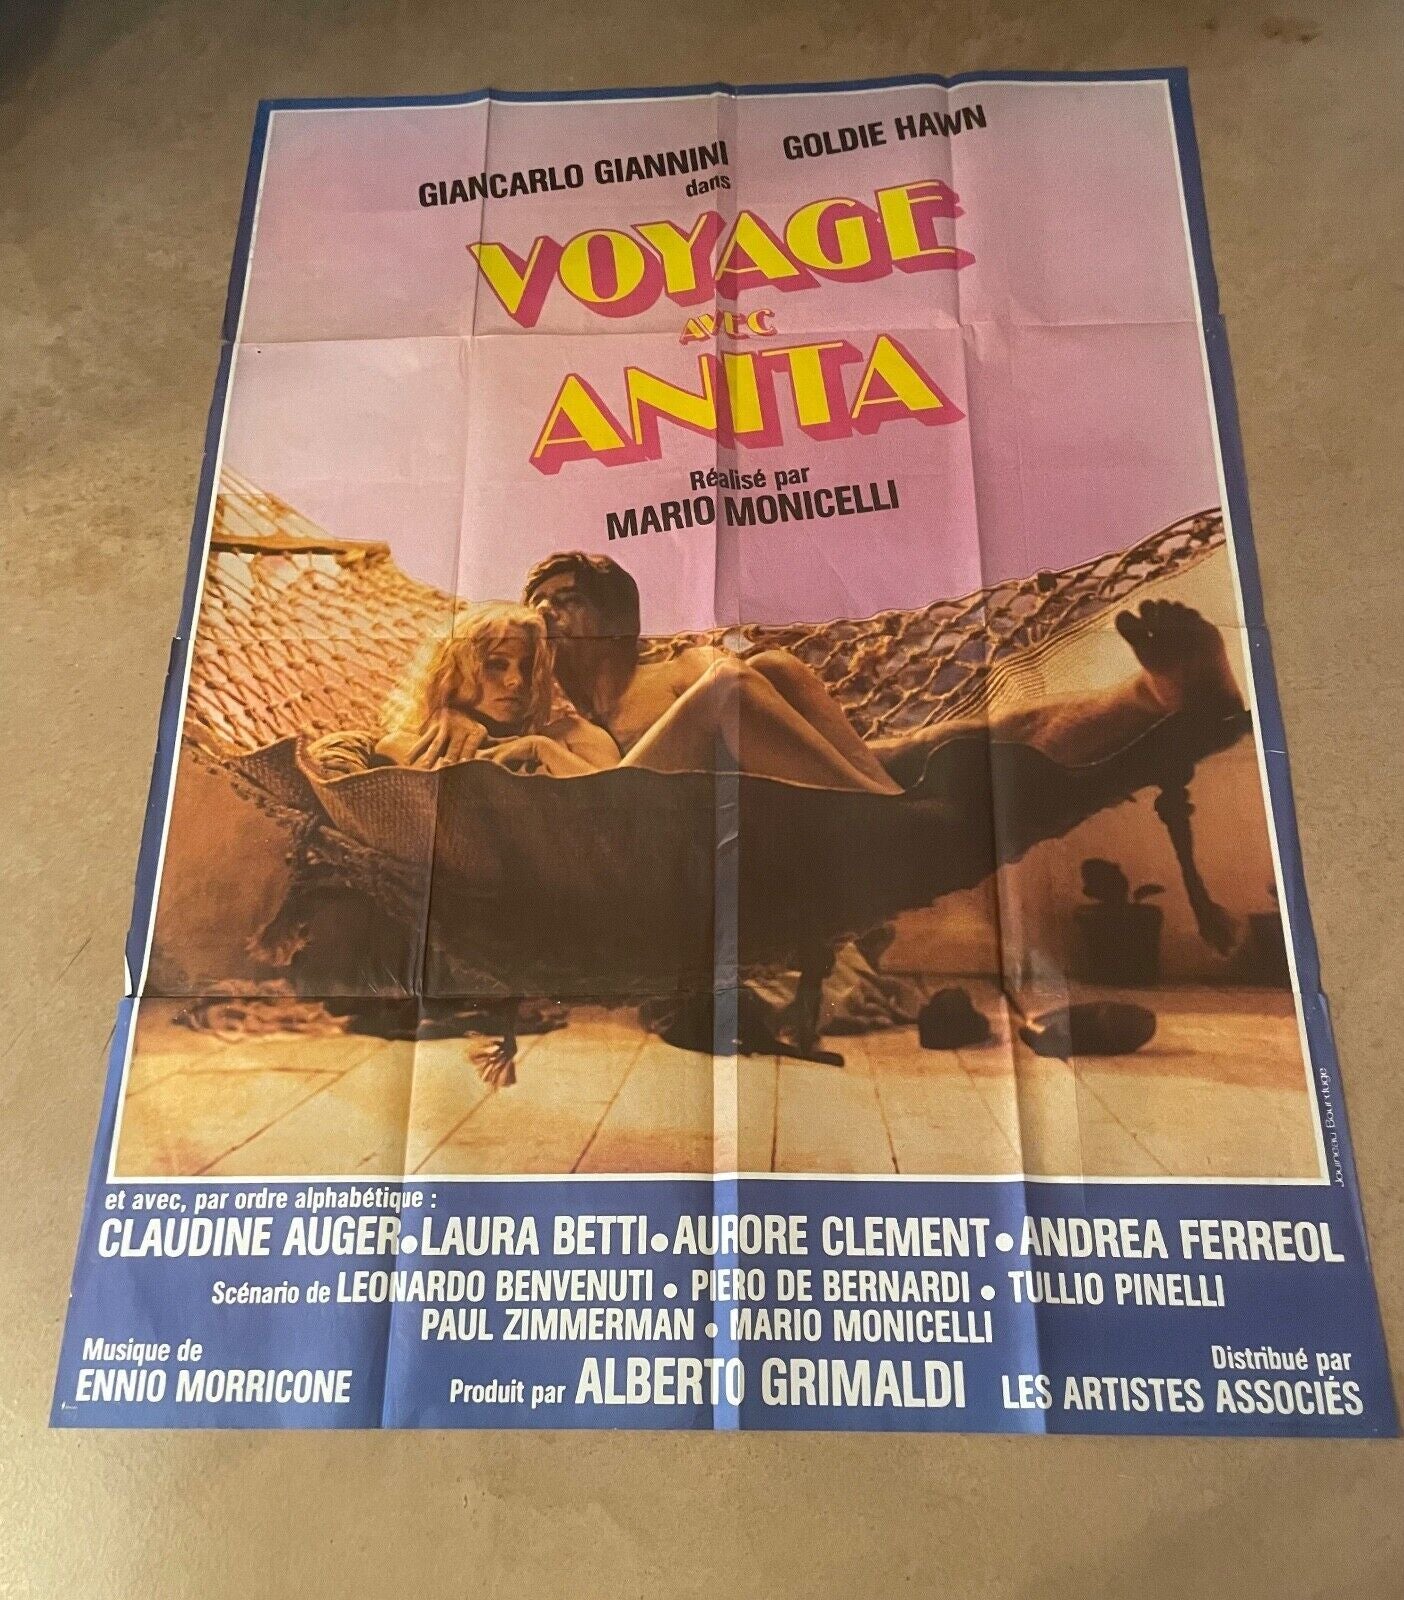 GIANCARLO GIANNINI GOLDIE HAWN
dans
VOYAGE
AVEC
ANITA
Réalisé par
MARIO MONICELLI
Jouineau Bourduge
et avec, par ordre alphabétique :
CLAUDINE AUGER • LAURA BETTI • AURORE CLEMENT • ANDREA FERREOL
Scénario de LEONARDO BENVENUTI • PIERO DE BERNARDI • TULLIO PINELLI
PAUL ZIMMERMAN • MARIO MONICELLI
Musique de
ENNIO MORRICONE
Produit par ALBERTO GRIMALDI
Distribué par
LES ARTISTES ASSOCIÉS